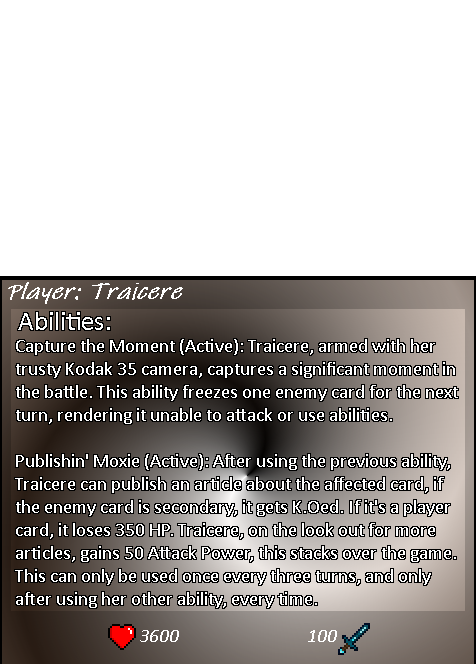 Player: Traicere
Abilities:
Capture the Moment (Active): Traicere, armed with her
trusty Kodak 35 camera, captures a significant moment in
the battle. This ability freezes one enemy card for the next
turn, rendering it unable to attack or use abilities.
Publishin' Moxie (Active): After using the previous ability,
Traicere can publish an article about the affected card, if
the enemy card is secondary, it gets K.Oed. If it's a player
card, it loses 350 HP. Traicere, on the look out for more
articles, gains 50 Attack Power, this stacks over the game.
This can only be used once every three turns, and only
after using her other ability, every time.
3600 100